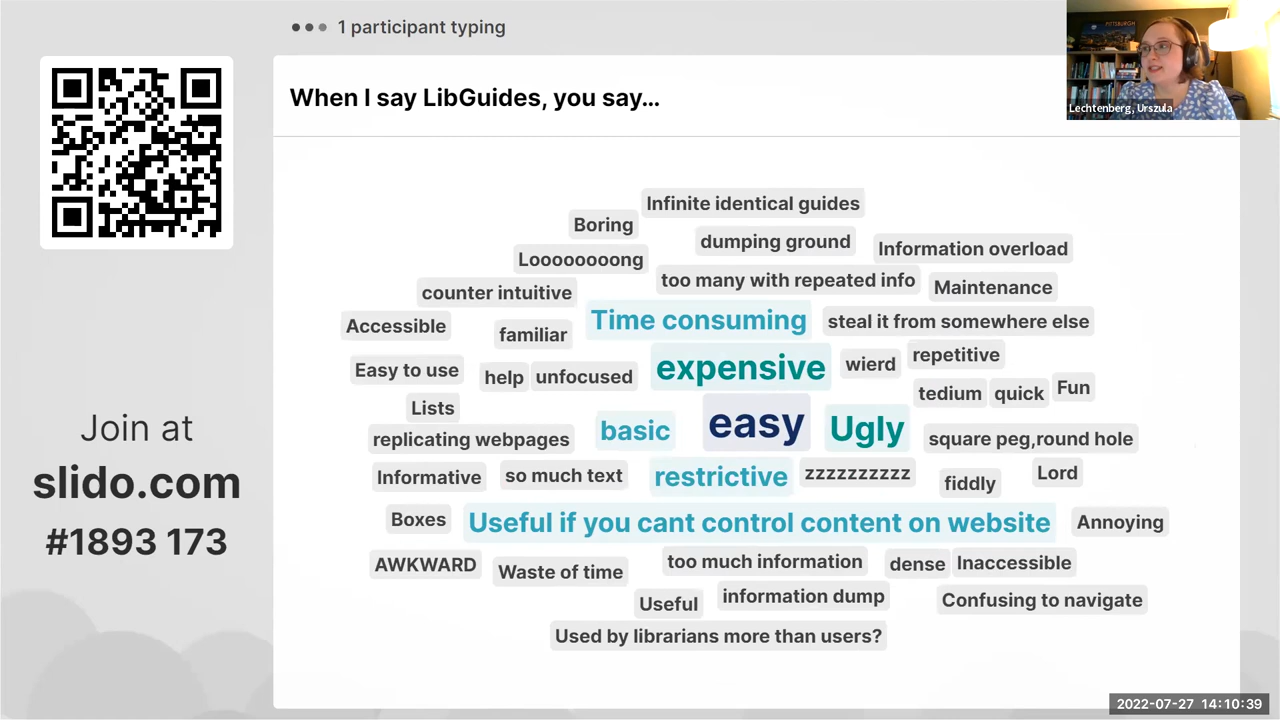 1 participant typing
PITTSBURGH
Lechtenberg, Urszula
When I say LibGuides, you say...
Infinite identical guides
Boring
dumping ground
Information overload
Looooooooong
too many with repeated info
Maintenance
counter intuitive
Time consuming
steal it from somewhere else
Accessible
familiar
expensive
wierd
repetitive
Easy to use
help
unfocused
tedium
quick
Fun
Lists
basic
easy
Ugly
square peg,round hole
replicating webpages
Informative
so much text
restrictive
zzzzzzzzzz
fiddly
Lord
Boxes
Useful if you cant control content on website
Annoying
AWKWARD
Waste of time
too much information
dense
Inaccessible
Useful
information dump
Confusing to navigate
Used by librarians more than users?
Join at
slido.com
#1893 173
2022-07-27 14:10:39